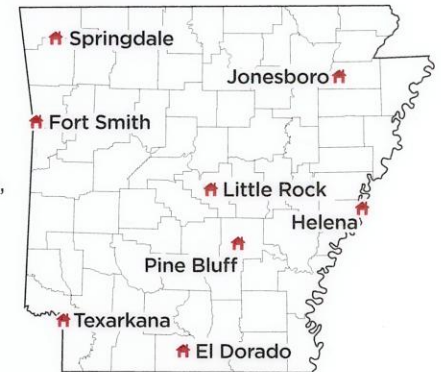 Springdale
Jonesboro
Fort Smith
,
Little Rock
Helena
Pine Bluff
Texarkana
El Dorado